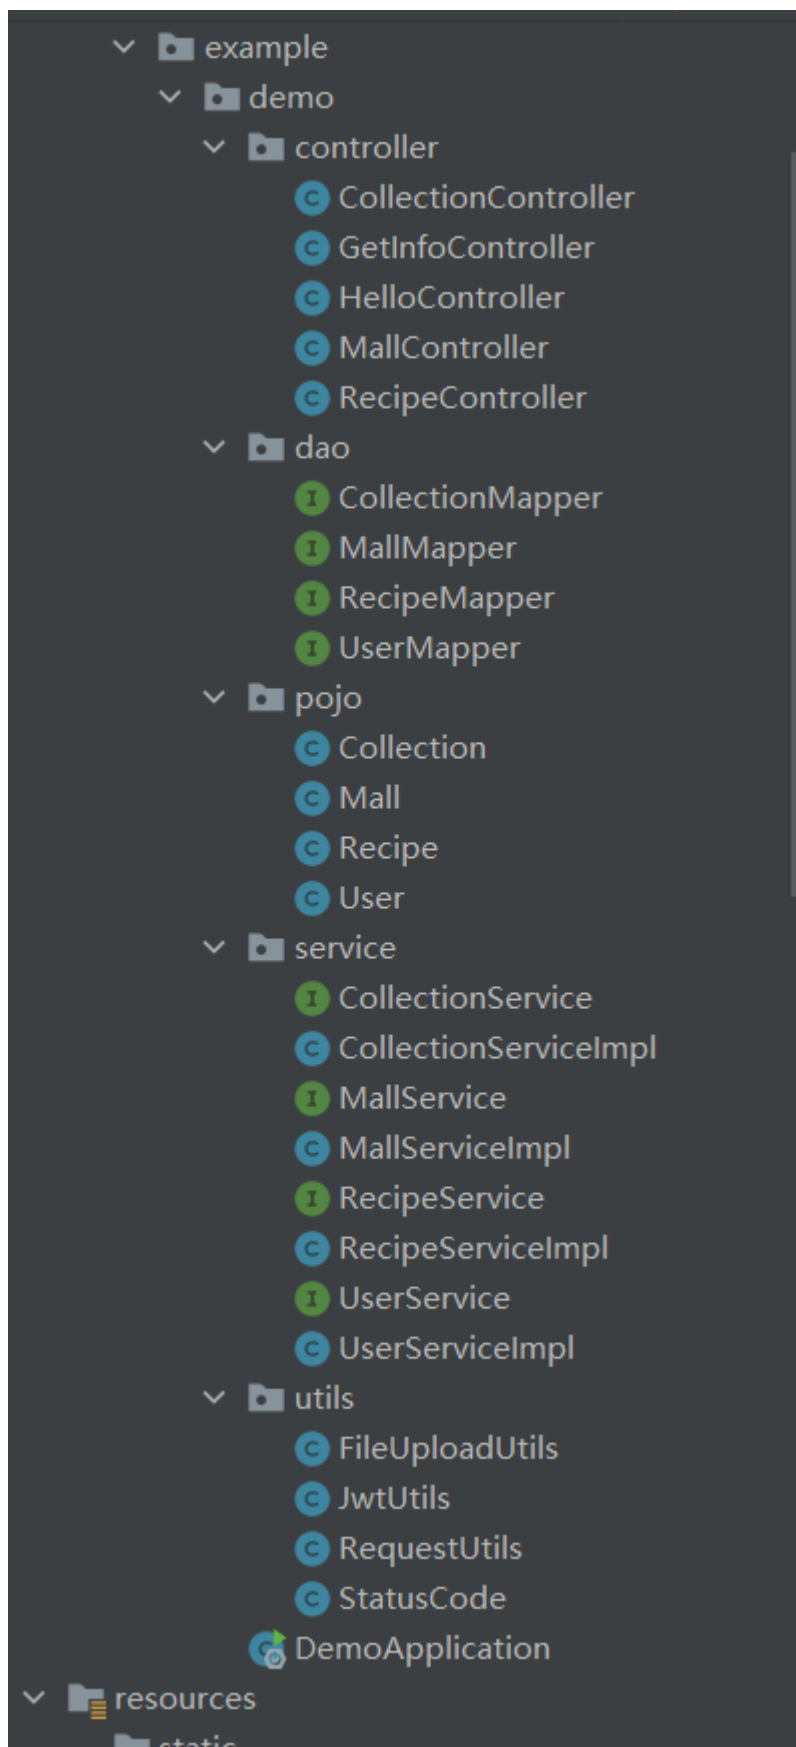 example
demo
controller
CollectionController
GetInfoController
HelloController
MallController
RecipeController
dao
CollectionMapper
MallMapper
RecipeMapper
UserMapper
pojo
Collection
Mall
Recipe
User
service
CollectionService
CollectionServiceImpl
MallService
MallServiceImpl
RecipeService
RecipeServiceImpl
UserService
UserServiceImpl
utils
FileUploadUtils
JwtUtils
RequestUtils
StatusCode
DemoApplication
resources
static